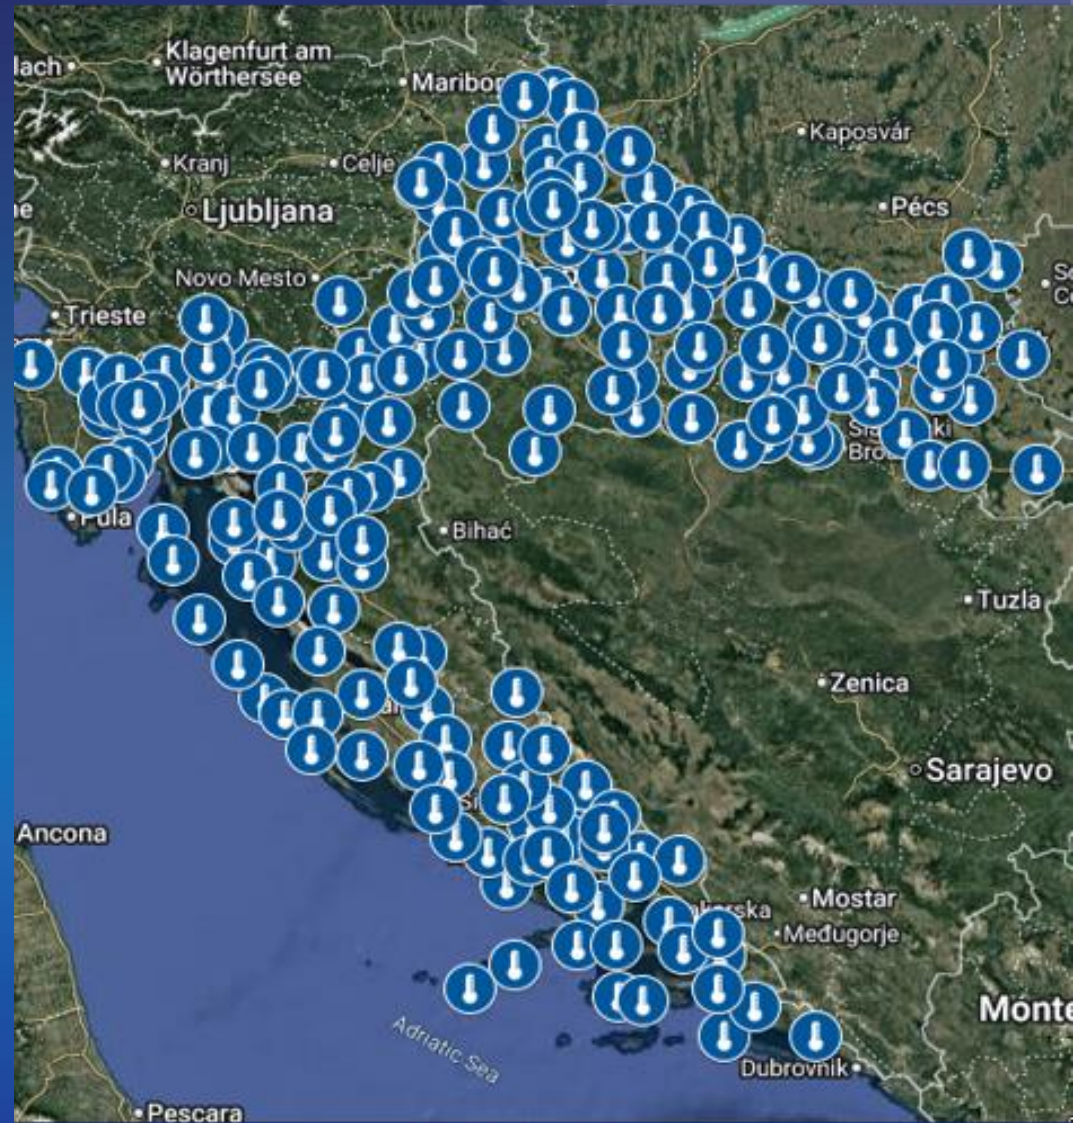 Klagenfurt am
Wörthersee
lach
Maribor
Kaposvár
Kranj
Celje
Ljubljana
Pécs
Novo Mesto
Trieste
Pula
Bihać
Tuzla
Zenica
Sarajevo
Ancona
Mostar
Međugorje
Monte
Adriatic Sea
Dubrovnik
Pescara